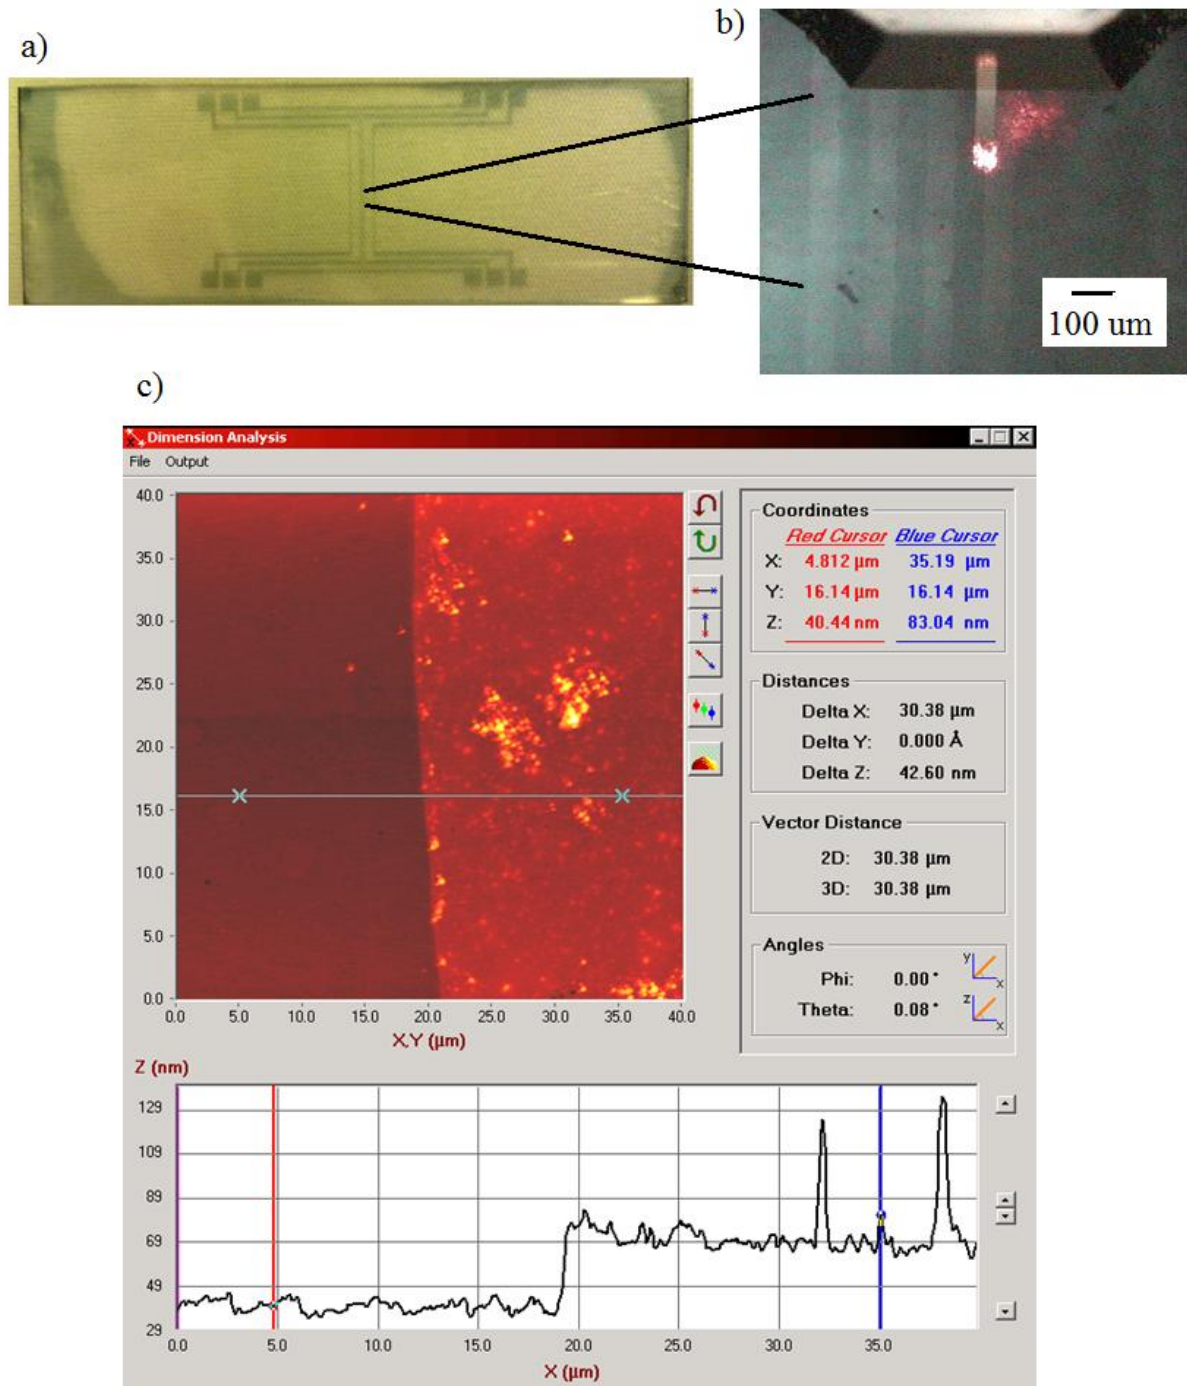 a)
b)
100 um
c)
Dimension Analysis
File Output
40.0
35.0
30.0
25.0
20.0
15.0
10.0
5.0
0.0
0.0 5.0 10.0 15.0 20.0 25.0 30.0 35.0 40.0
X,Y (µm)
Coordinates
Red Cursor Blue Cursor
X: 4.812 µm 35.19 µm
Y: 16.14 µm 16.14 µm
Z: 40.44 nm 83.04 nm
Distances
Delta X: 30.38 µm
Delta Y: 0.000 Å
Delta Z: 42.60 nm
Vector Distance
2D: 30.38 µm
3D: 30.38 µm
Angles
Phi: 0.00°
y
x
Theta: 0.08°
z
x
Z (nm)
129
109
89
69
49
29
0.0 5.0 10.0 15.0 20.0 25.0 30.0 35.0
X (µm)